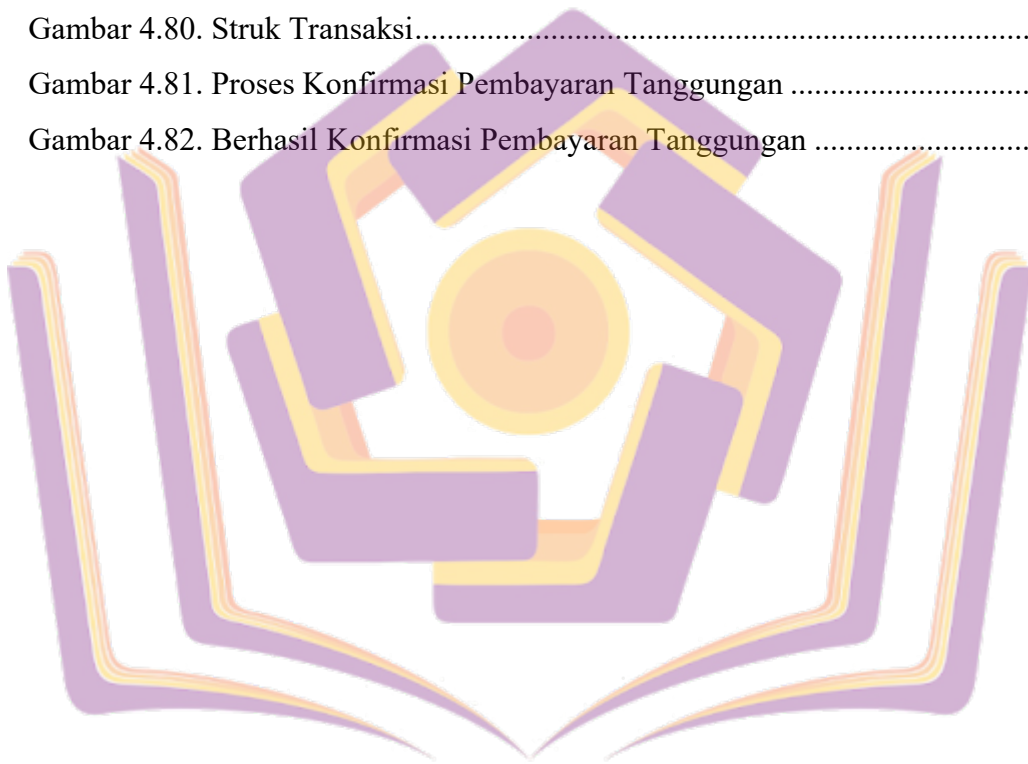 Gambar 4.80. Struk Transaksi...........................................................................
Gambar 4.81. Proses Konfirmasi Pembayaran Tanggungan .............................
Gambar 4.82. Berhasil Konfirmasi Pembayaran Tanggungan ..........................